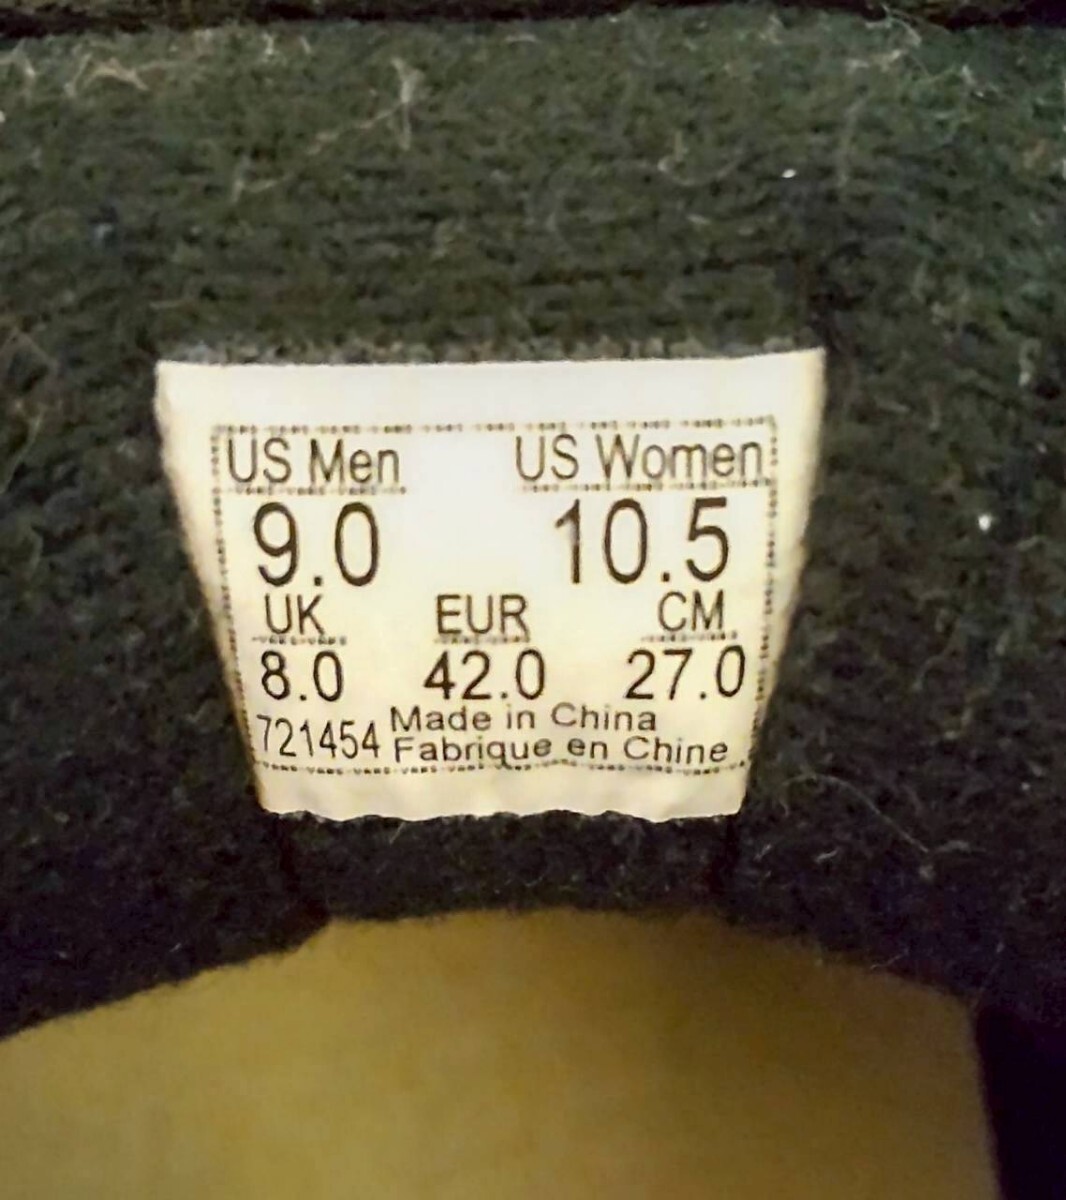 US Men US Women
9.0 10.5
UK EUR CM
8.0 42.0 27.0
721454 Made in China
Fabrique en Chine